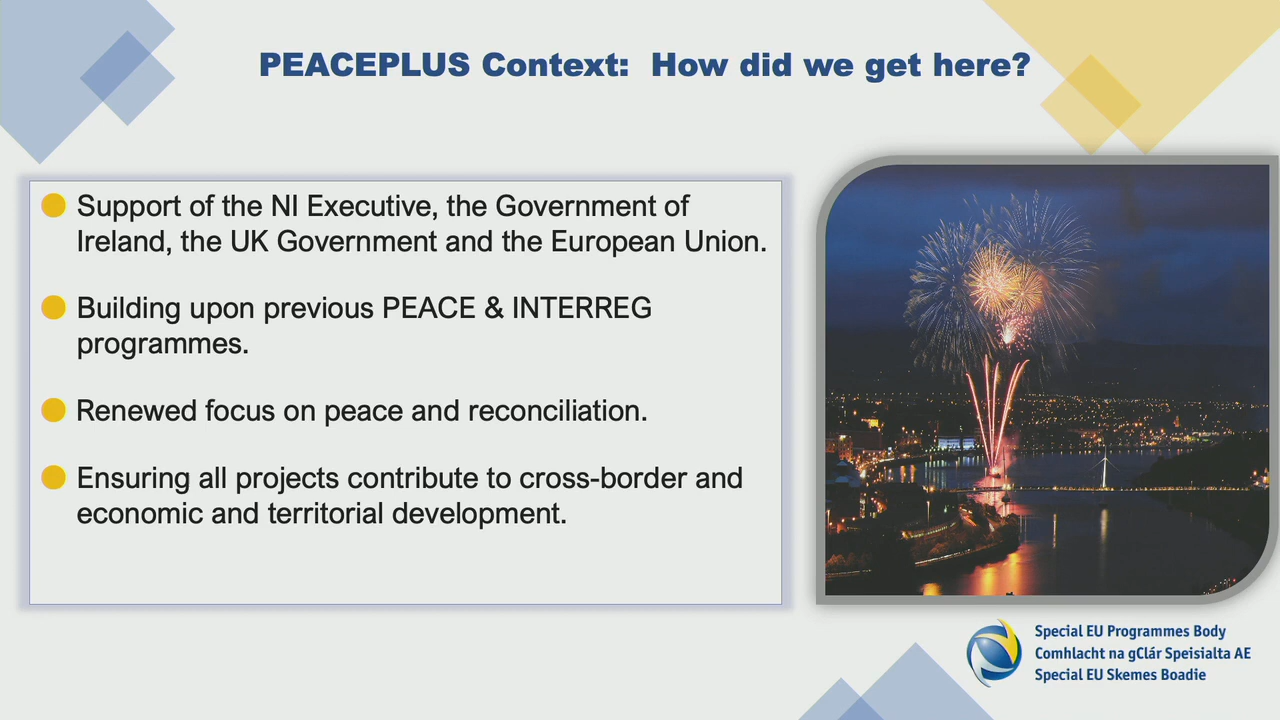 PEACEPLUS Context:  How did we get here?
Support of the NI Executive, the Government of
Ireland, the UK Government and the European Union.
Building upon previous PEACE & INTERREG
programmes.
Renewed focus on peace and reconciliation.
Ensuring all projects contribute to cross-border and
economic and territorial development.
Special EU Programmes Body
Comhlacht na gClár Speisialta AE
Special EU Skemes Boadie